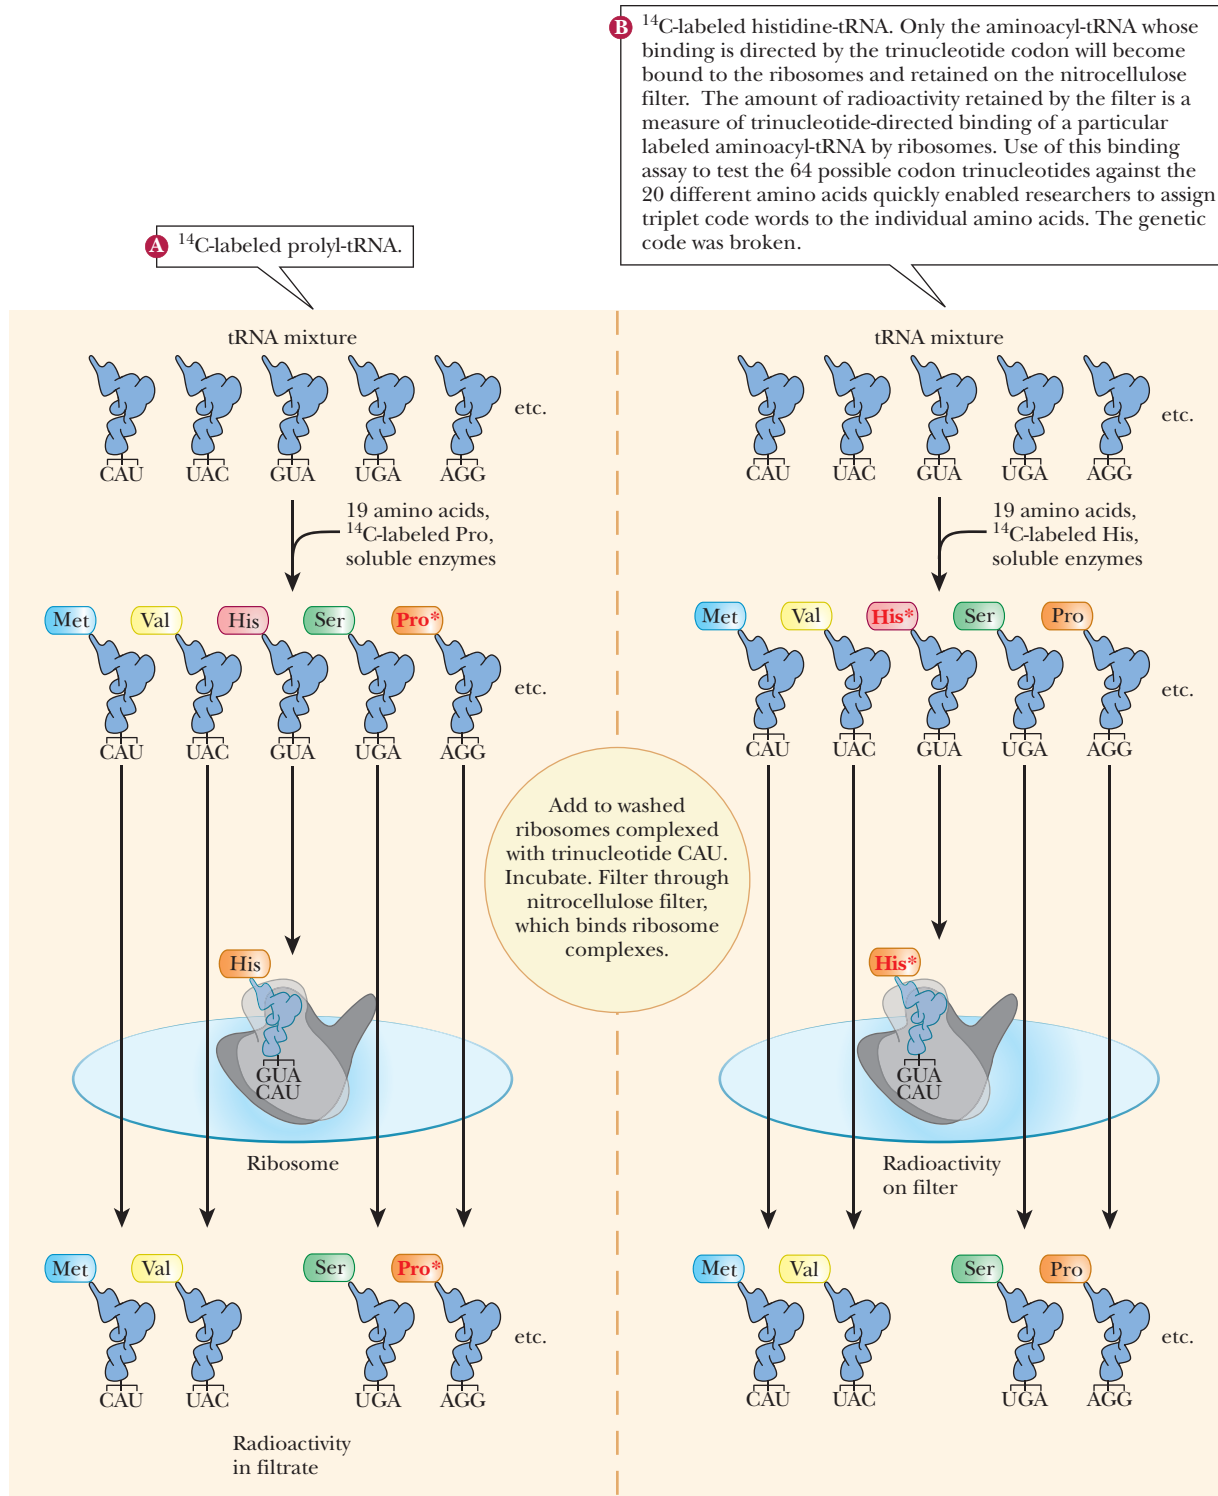 B 14C-labeled histidine-tRNA. Only the aminoacyl-tRNA whose
binding is directed by the trinucleotide codon will become
bound to the ribosomes and retained on the nitrocellulose
filter. The amount of radioactivity retained by the filter is a
measure of trinucleotide-directed binding of a particular
labeled aminoacyl-tRNA by ribosomes. Use of this binding
assay to test the 64 possible codon trinucleotides against the
20 different amino acids quickly enabled researchers to assign
triplet code words to the individual amino acids. The genetic
code was broken.
A 14C-labeled prolyl-tRNA.
tRNA mixture
etc.
CAU UAC GUA UGA AGG
19 amino acids,
14C-labeled Pro,
soluble enzymes
Met Val His Ser Pro*
etc.
CAU UAC GUA UGA AGG
His
GUA
CAU
Ribosome
Met Val Ser Pro*
etc.
CAU UAC UGA AGG
Radioactivity
in filtrate
Add to washed
ribosomes complexed
with trinucleotide CAU.
Incubate. Filter through
nitrocellulose filter,
which binds ribosome
complexes.
tRNA mixture
etc.
CAU UAC GUA UGA AGG
19 amino acids,
14C-labeled His,
soluble enzymes
Met Val His* Ser Pro
etc.
CAU UAC GUA UGA AGG
His*
GUA
CAU
Radioactivity
on filter
Met Val Ser Pro
etc.
CAU UAC UGA AGG